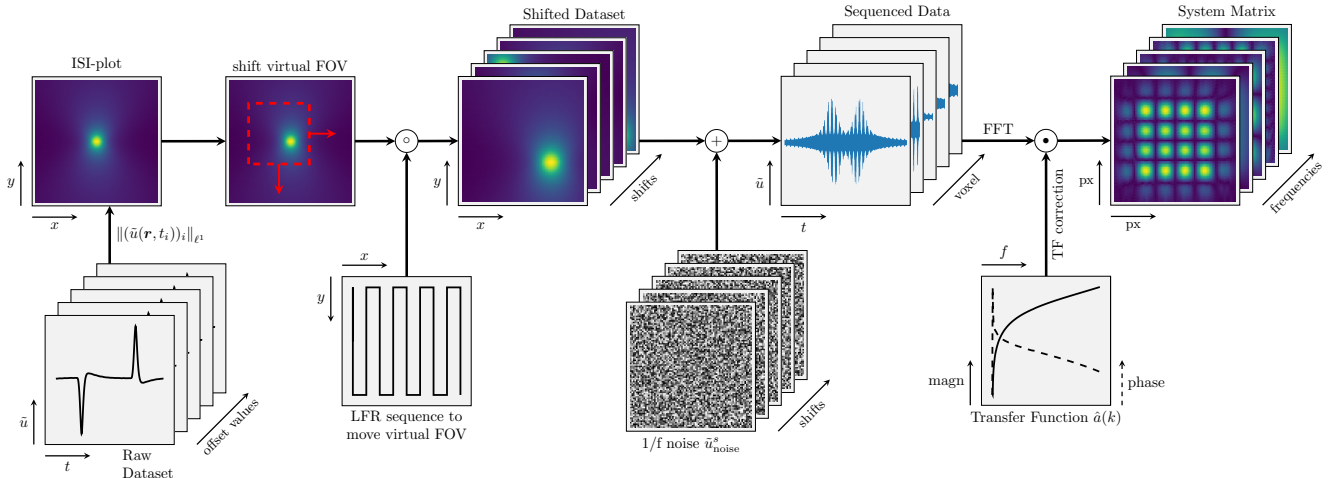 ISI-plot
shift virtual FOV
Shifted Dataset
Sequenced Data
System Matrix
y
x
∘
y
x
shifts
+
ũ
t
voxel
FFT
•
px
px
frequencies
‖(ũ(r, t_i))_i‖_{ℓ^1}
ũ
t
offset values
Raw
Dataset
x
y
LFR sequence to
move virtual FOV
1/f noise ũ^s_noise
shifts
TF correction
f
magn
phase
Transfer Function â(k)